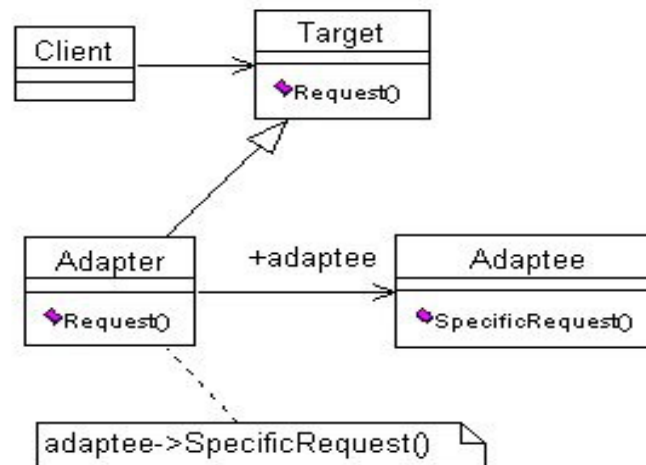 Client
Target
Request()
Adapter
Request()
+adaptee
Adaptee
SpecificRequest()
adaptee->SpecificRequest()